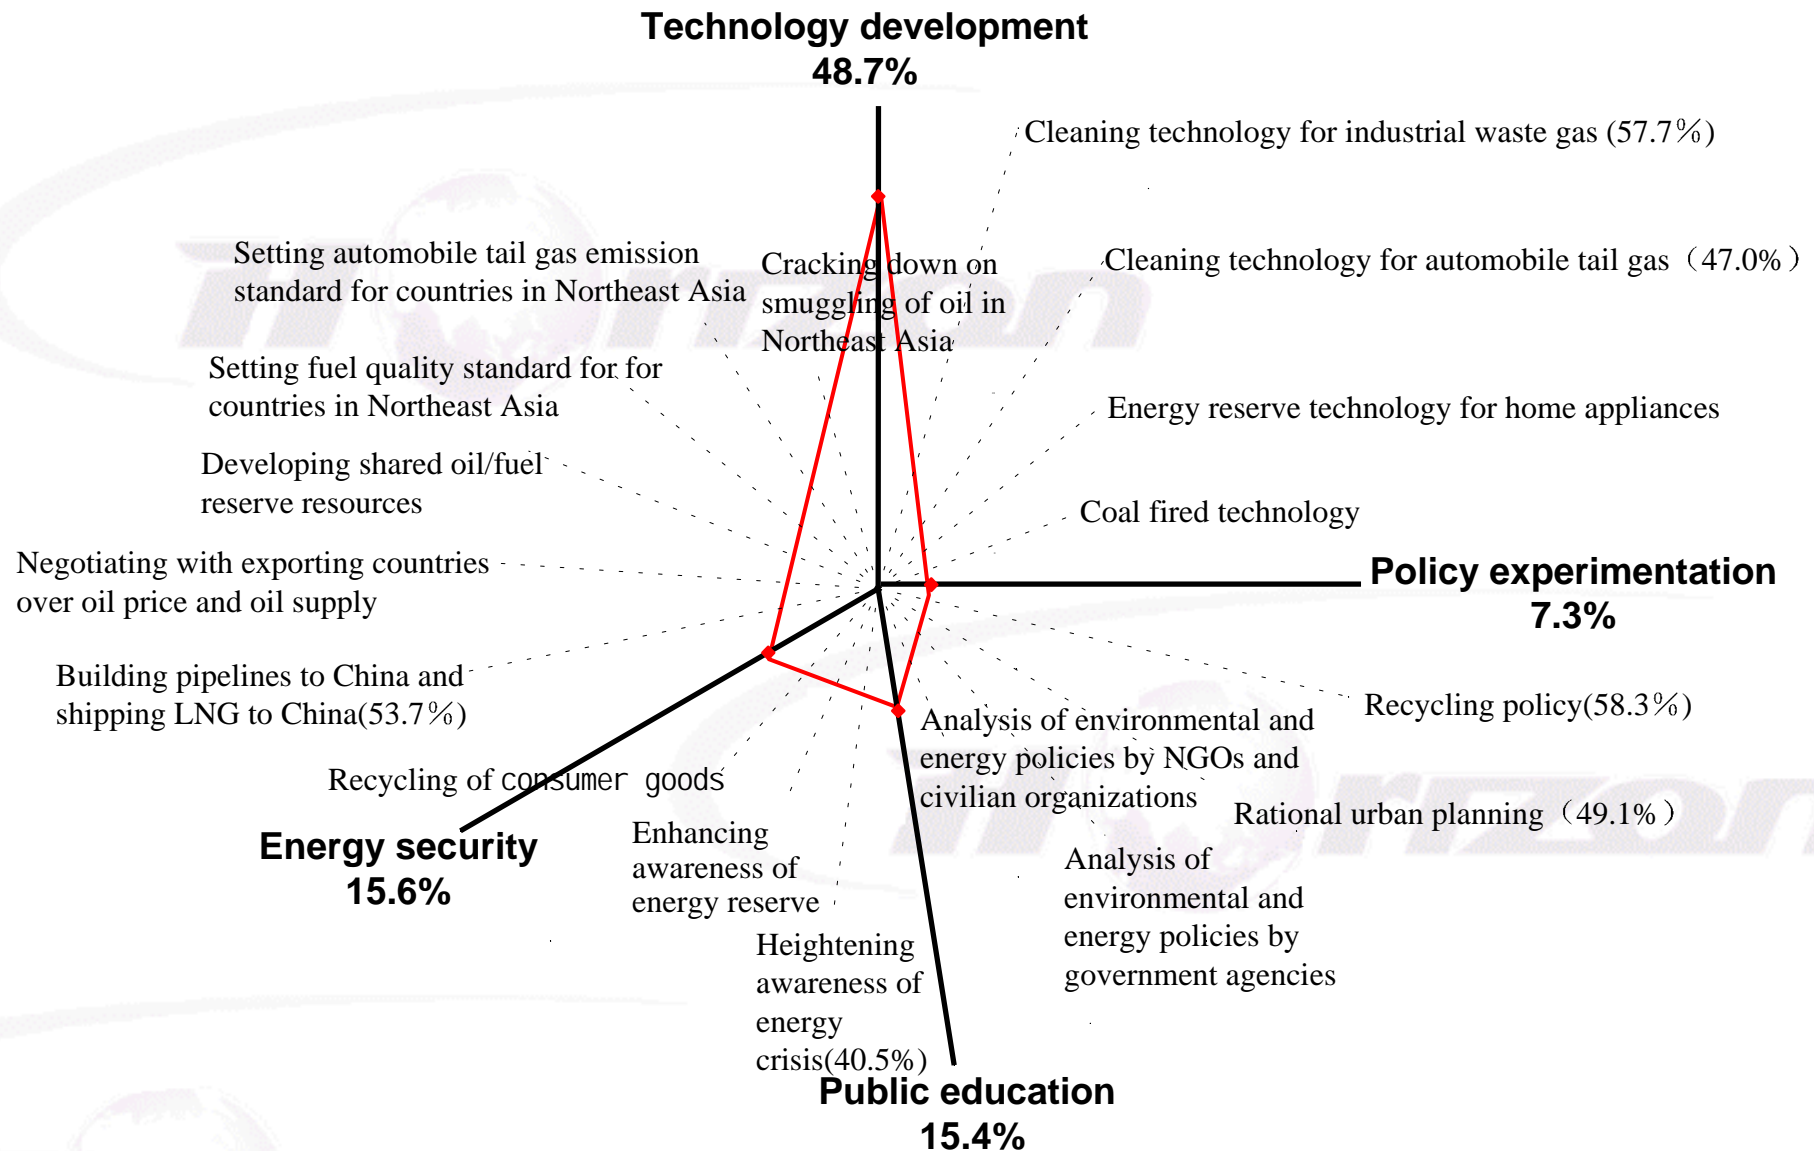 Technology development
48.7%
Cleaning technology for industrial waste gas (57.7%)
Setting automobile tail gas emission
standard for countries in Northeast Asia
Cracking down on
smuggling of oil in
Northeast Asia
Cleaning technology for automobile tail gas（47.0%）
Setting fuel quality standard for for
countries in Northeast Asia
Energy reserve technology for home appliances
Developing shared oil/fuel
reserve resources
Coal fired technology
Negotiating with exporting countries
over oil price and oil supply
Policy experimentation
7.3%
Building pipelines to China and
shipping LNG to China(53.7%)
Recycling policy(58.3%)
Analysis of environmental and
energy policies by NGOs and
civilian organizations
Recycling of consumer goods
Rational urban planning（49.1%）
Energy security
15.6%
Enhancing
awareness of
energy reserve
Analysis of
environmental and
energy policies by
government agencies
Heightening
awareness of
energy
crisis(40.5%)
Public education
15.4%
Horizon
Horizon